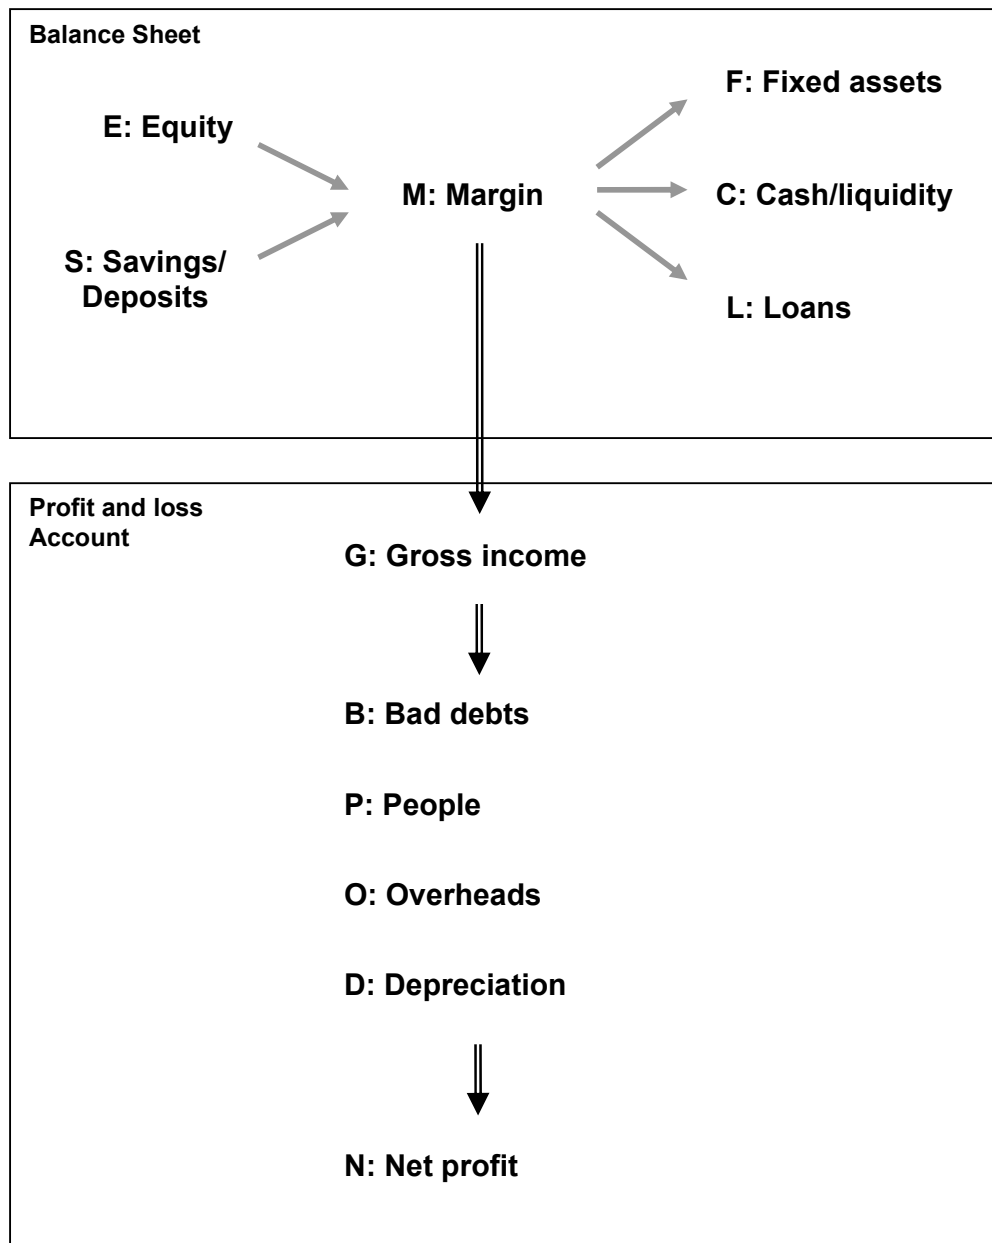 Balance Sheet
F: Fixed assets
E: Equity
M: Margin
C: Cash/liquidity
S: Savings/
Deposits
L: Loans
Profit and loss
Account
G: Gross income
B: Bad debts
P: People
O: Overheads
D: Depreciation
N: Net profit